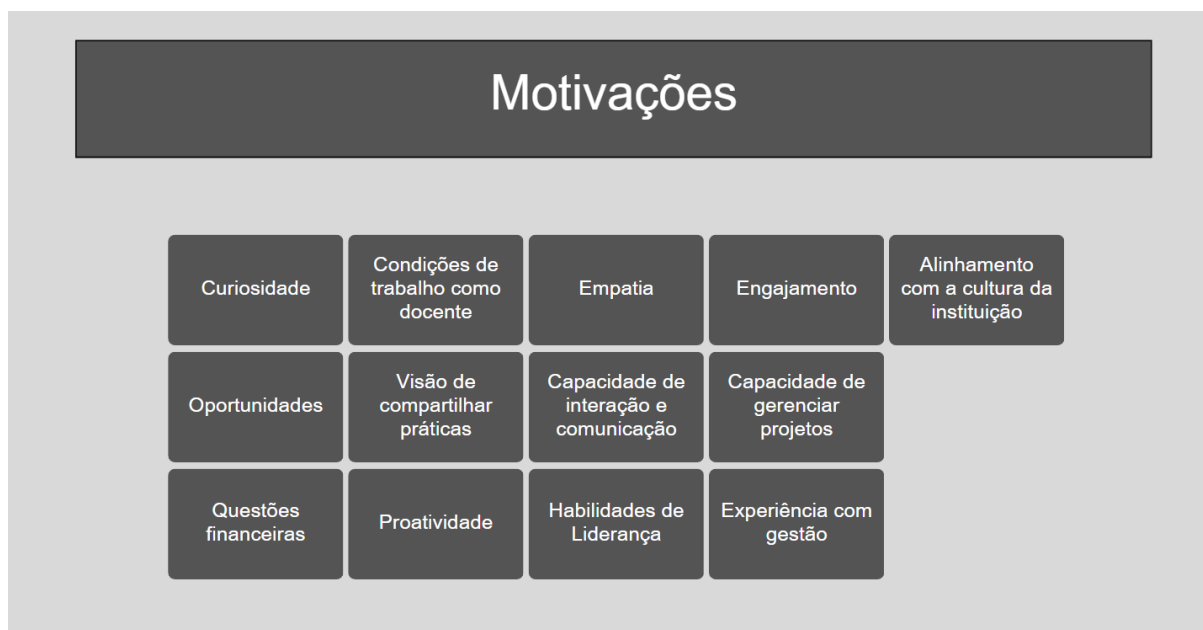 Motivações
Curiosidade
Condições de
trabalho como
docente
Empatia
Engajamento
Alinhamento
com a cultura da
instituição
Oportunidades
Visão de
compartilhar
práticas
Capacidade de
interação e
comunicação
Capacidade de
gerenciar
projetos
Questões
financeiras
Proatividade
Habilidades de
Liderança
Experiência com
gestão